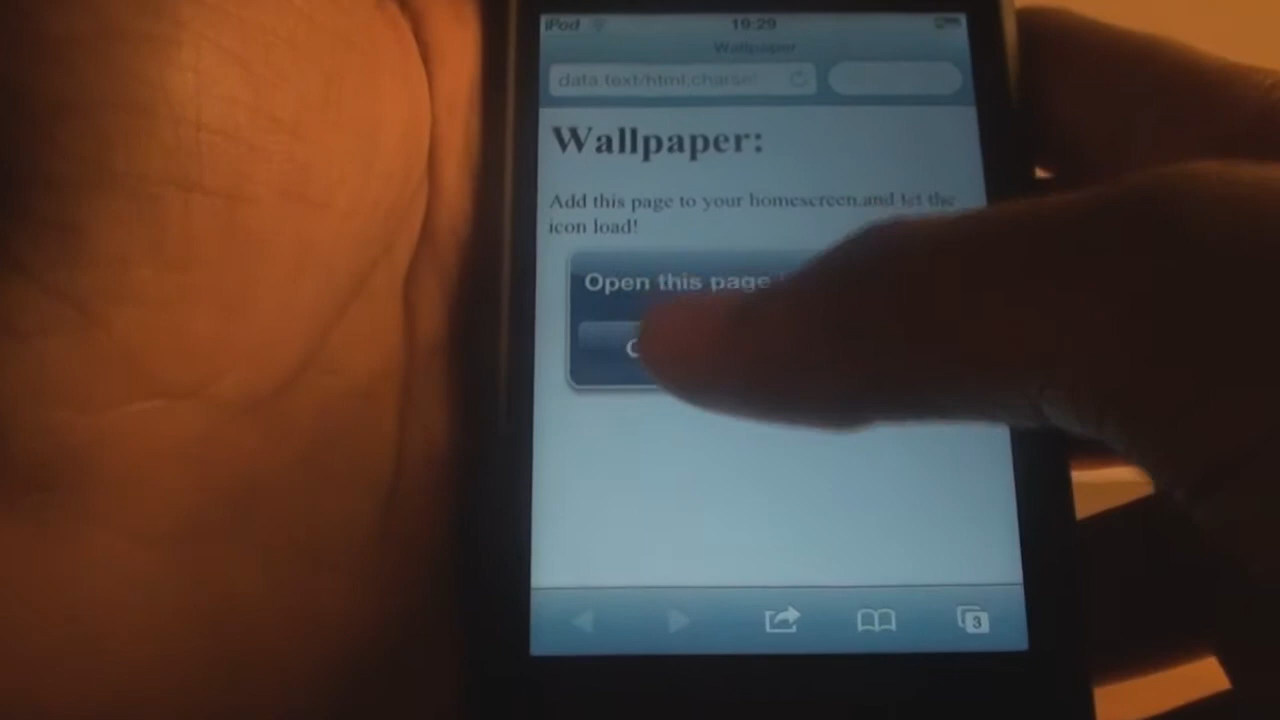 iPod
19:29
Wallpaper
data:text/html;charse
Wallpaper:
Add this page to your homescreen,and let the
icon load!
Open this page
3